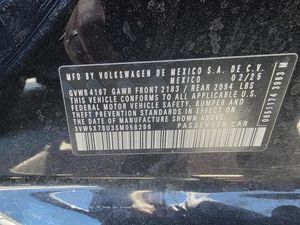 MFD BY VOLKSWAGEN DE MEXICO S.A. DE C.V.
MEXICO 02/25
GVWR 4167 GAWR FRONT 2183 / REAR 2094 LBS
THIS VEHICLE CONFORMS TO ALL APPLICABLE
FEDERAL MOTOR VEHICLE SAFETY, BUMPER AND
THEFT PREVENTION STANDARDS IN EFFECT ON
THE DATE OF MANUFACTURE SHOWN ABOVE
3VW5X7BU3SM058286 PASSENGER CAR